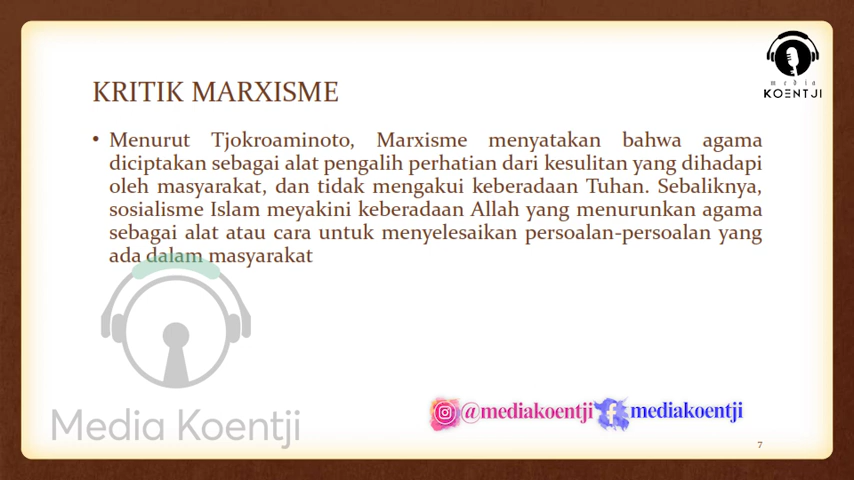 media
KOENTJI
KRITIK MARXISME
• Menurut Tjokroaminoto, Marxisme menyatakan bahwa agama
diciptakan sebagai alat pengalih perhatian dari kesulitan yang dihadapi
oleh masyarakat, dan tidak mengakui keberadaan Tuhan. Sebaliknya,
sosialisme Islam meyakini keberadaan Allah yang menurunkan agama
sebagai alat atau cara untuk menyelesaikan persoalan-persoalan yang
ada dalam masyarakat
Media Koentji
@mediakoentji mediakoentji
7